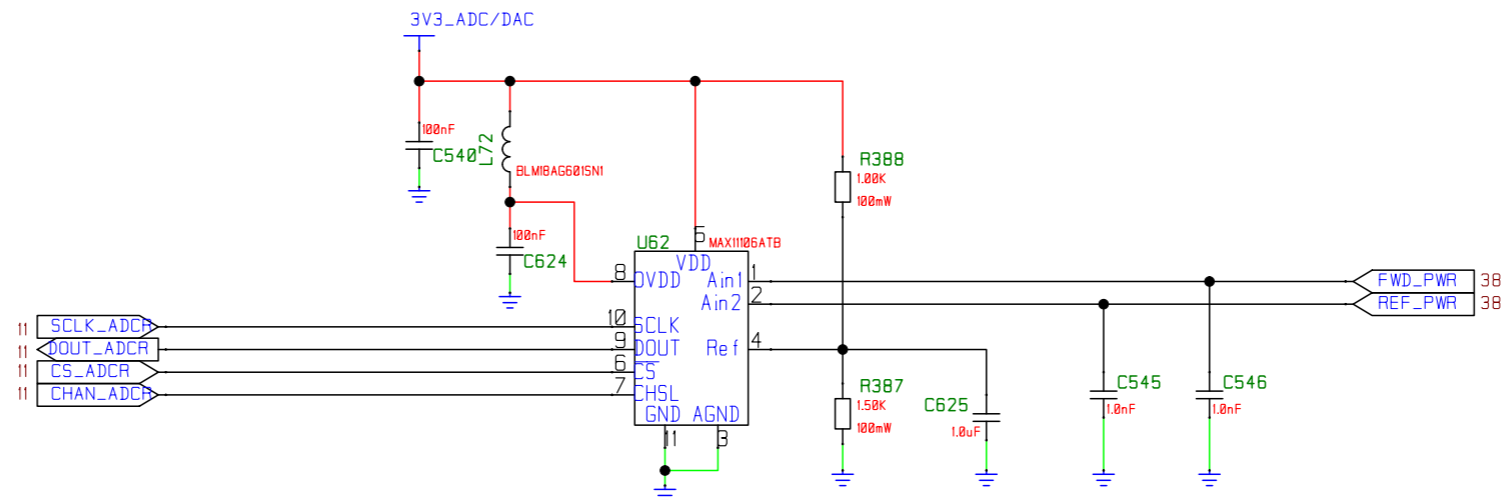 3V3_ADC/DAC
100nF
C540
L72
BLM18AG601SN1
100nF
C624
R388
1.00K
100mW
U62
5
MAX11106ATB
VDD
8
OVDD
Ain1
1
FWD_PWR
38
Ain2
2
REF_PWR
38
11
SCLK_ADCR
10
SCLK
11
DOUT_ADCR
9
DOUT
Ref
4
11
CS_ADCR
6
CS
11
CHAN_ADCR
7
CHSL
GND
AGND
11
3
R387
1.50K
100mW
C625
1.0uF
C545
1.0nF
C546
1.0nF